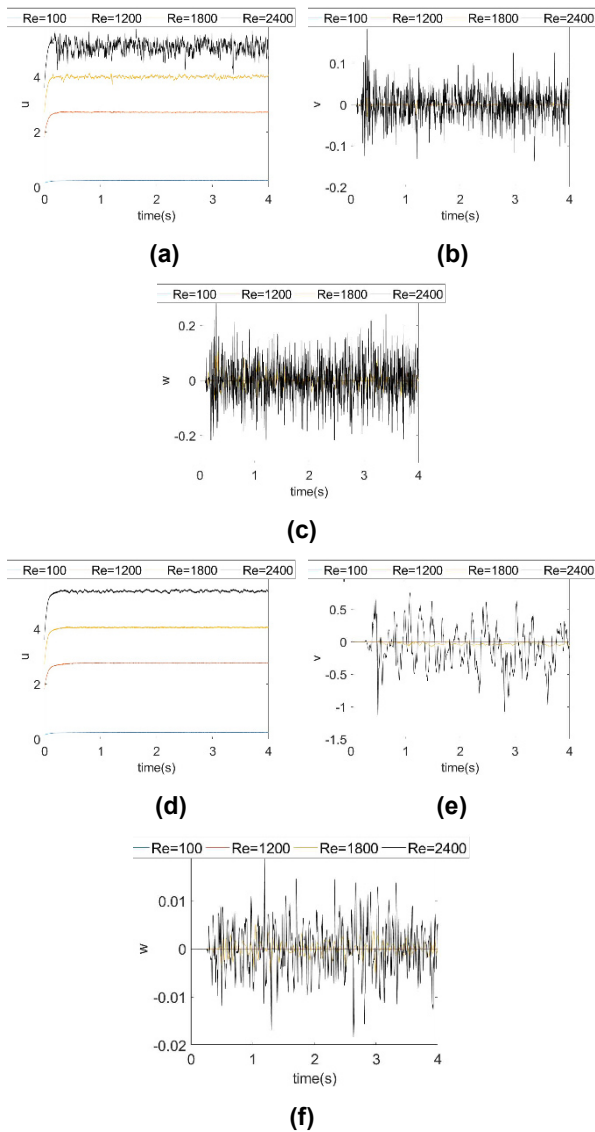 Re=100 Re=1200 Re=1800 Re=2400
4
2
0
u
0 1 2 3 4
time(s)
(a)
Re=100 Re=1200 Re=1800 Re=2400
0.1
0
-0.1
-0.2
v
0 1 2 3 4
time(s)
(b)
Re=100 Re=1200 Re=1800 Re=2400
0.2
0
-0.2
w
0 1 2 3 4
time(s)
(c)
Re=100 Re=1200 Re=1800 Re=2400
4
2
0
u
0 1 2 3 4
time(s)
(d)
Re=100 Re=1200 Re=1800 Re=2400
0.5
0
-0.5
-1
-1.5
v
0 1 2 3 4
time(s)
(e)
Re=100 Re=1200 Re=1800 Re=2400
0.01
0
-0.01
-0.02
w
0 1 2 3 4
time(s)
(f)